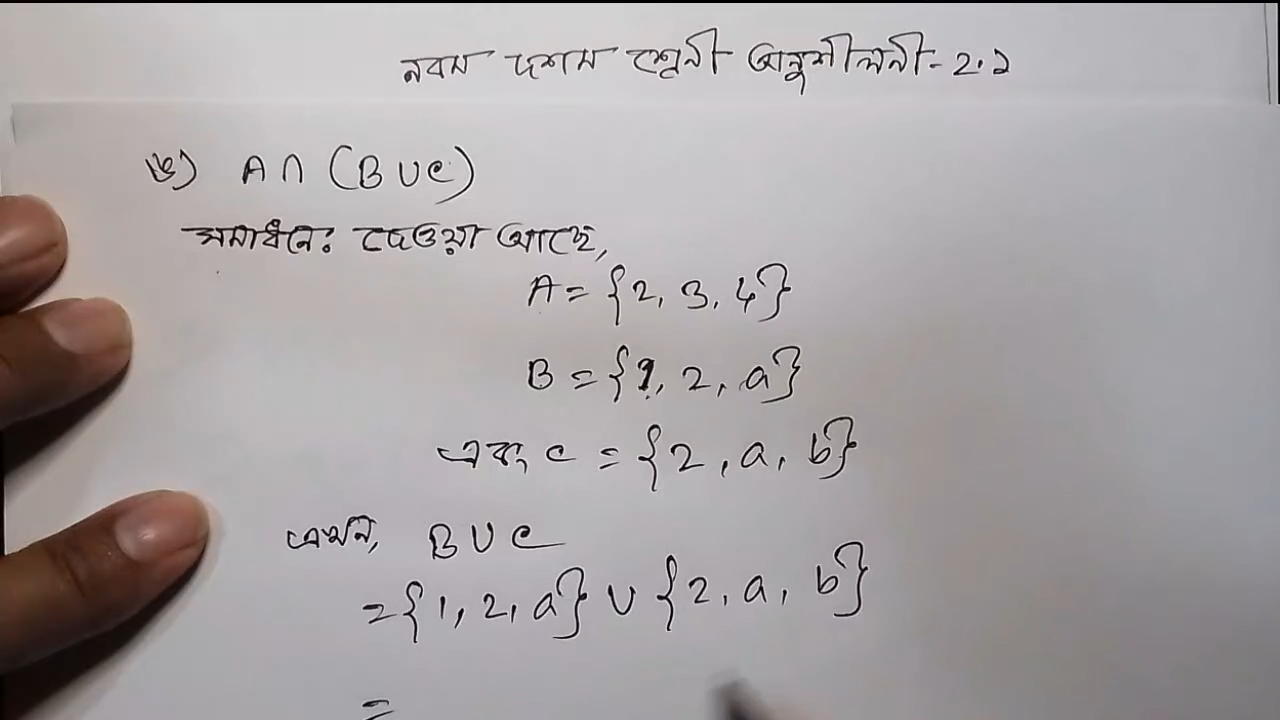 নবম দশম শ্রেনী অনুশীলনী- 2.১
ঙ) A∩ (B∪C)
সমাধানঃ দেওয়া আছে,
A = {2, 3, 4}
B = {1, 2, a}
এবং C = {2, a, b}
এখন, B∪C
= {1, 2, a} ∪ {2, a, b}
=